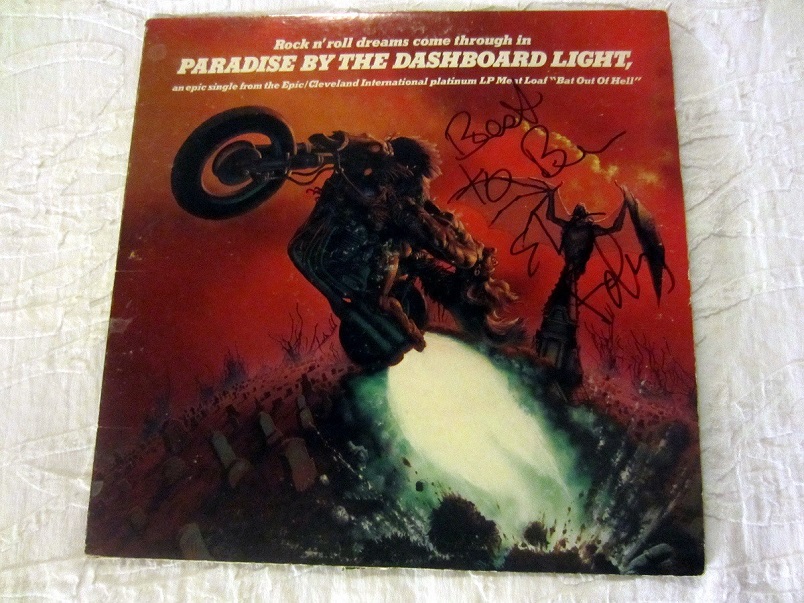 Rock n' roll dreams come through in
PARADISE BY THE DASHBOARD LIGHT,
an epic single from the Epic/Cleveland International platinum LP Meat Loaf "Bat Out Of Hell"
Best
to